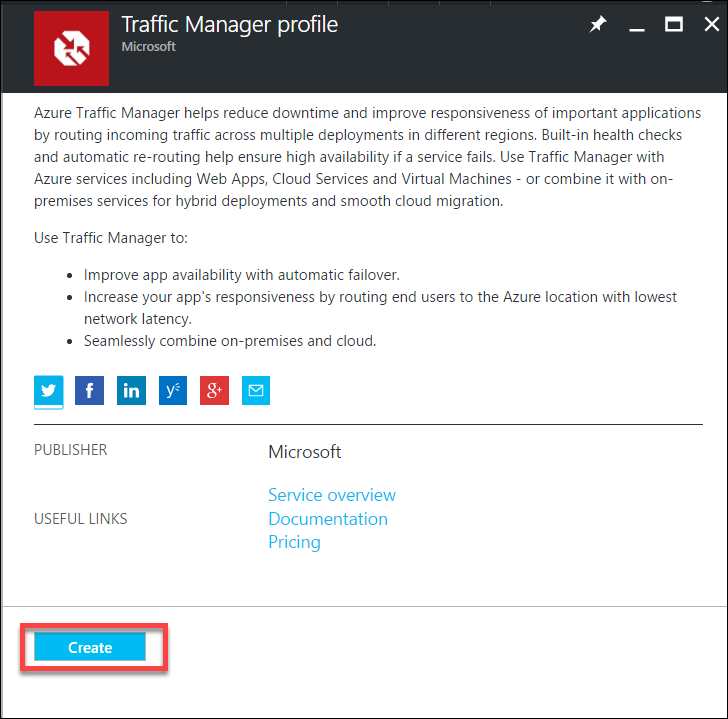 Traffic Manager profile
Microsoft
Azure Traffic Manager helps reduce downtime and improve responsiveness of important applications
by routing incoming traffic across multiple deployments in different regions. Built-in health checks
and automatic re-routing help ensure high availability if a service fails. Use Traffic Manager with
Azure services including Web Apps, Cloud Services and Virtual Machines - or combine it with on-
premises services for hybrid deployments and smooth cloud migration.
Use Traffic Manager to:
• Improve app availability with automatic failover.
• Increase your app's responsiveness by routing end users to the Azure location with lowest
network latency.
• Seamlessly combine on-premises and cloud.
PUBLISHER Microsoft
Service overview
USEFUL LINKS Documentation
Pricing
Create